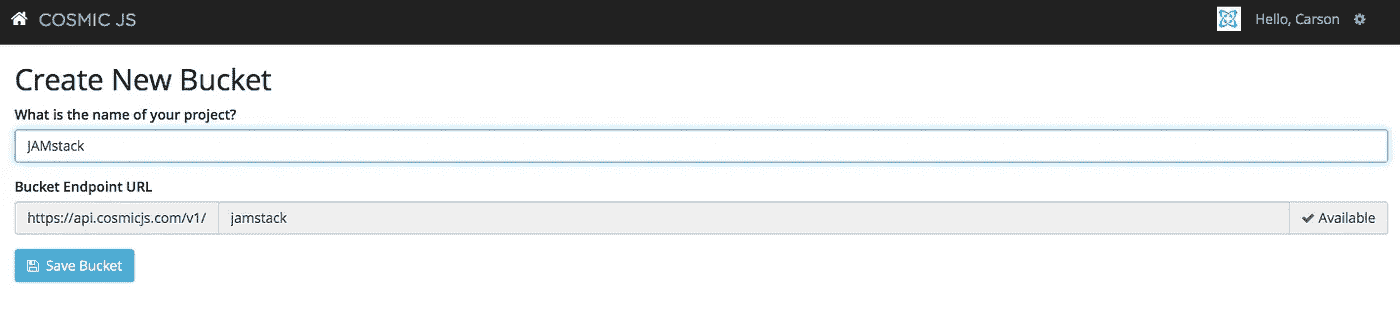 COSMIC JS
Hello, Carson
Create New Bucket
What is the name of your project?
JAMstack
Bucket Endpoint URL
https://api.cosmicjs.com/v1/ jamstack Available
Save Bucket